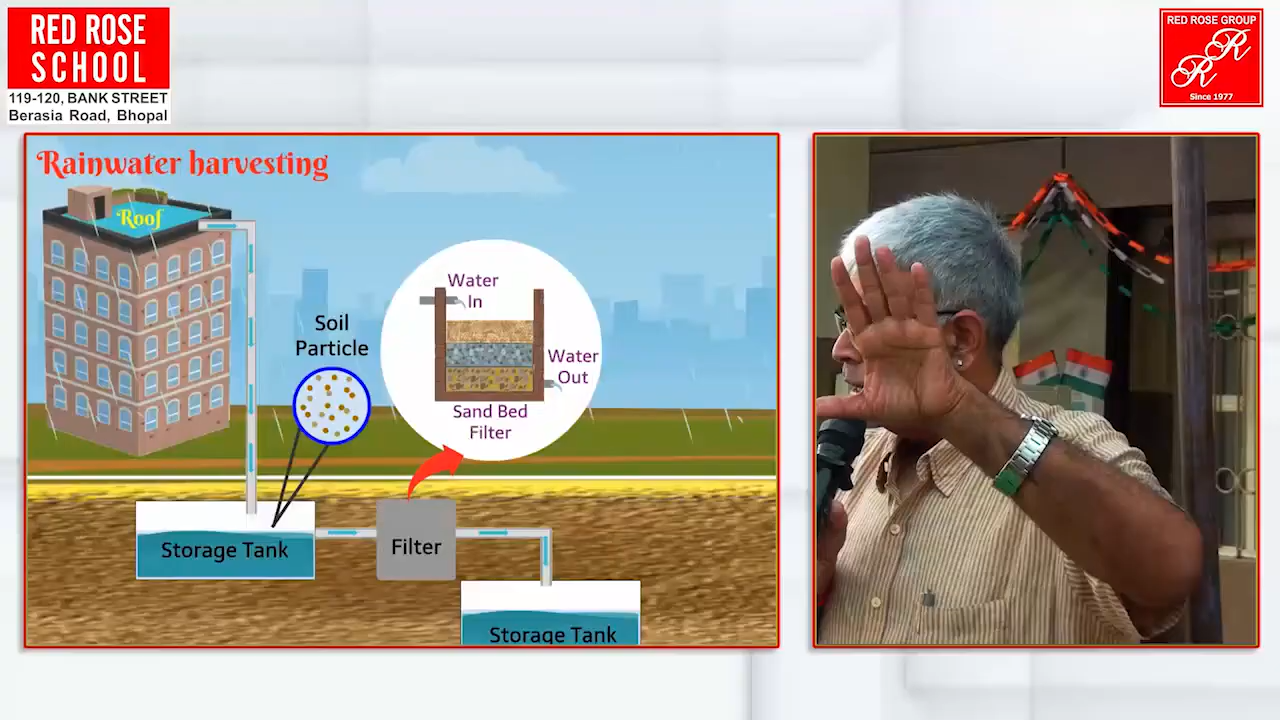 RED ROSE
SCHOOL
119-120, BANK STREET
Berasia Road, Bhopal
RED ROSE GROUP
R
R
Since 1977
Rainwater harvesting
Roof
Soil
Particle
Water
In
Water
Out
Sand Bed
Filter
Storage Tank
Filter
Storage Tank